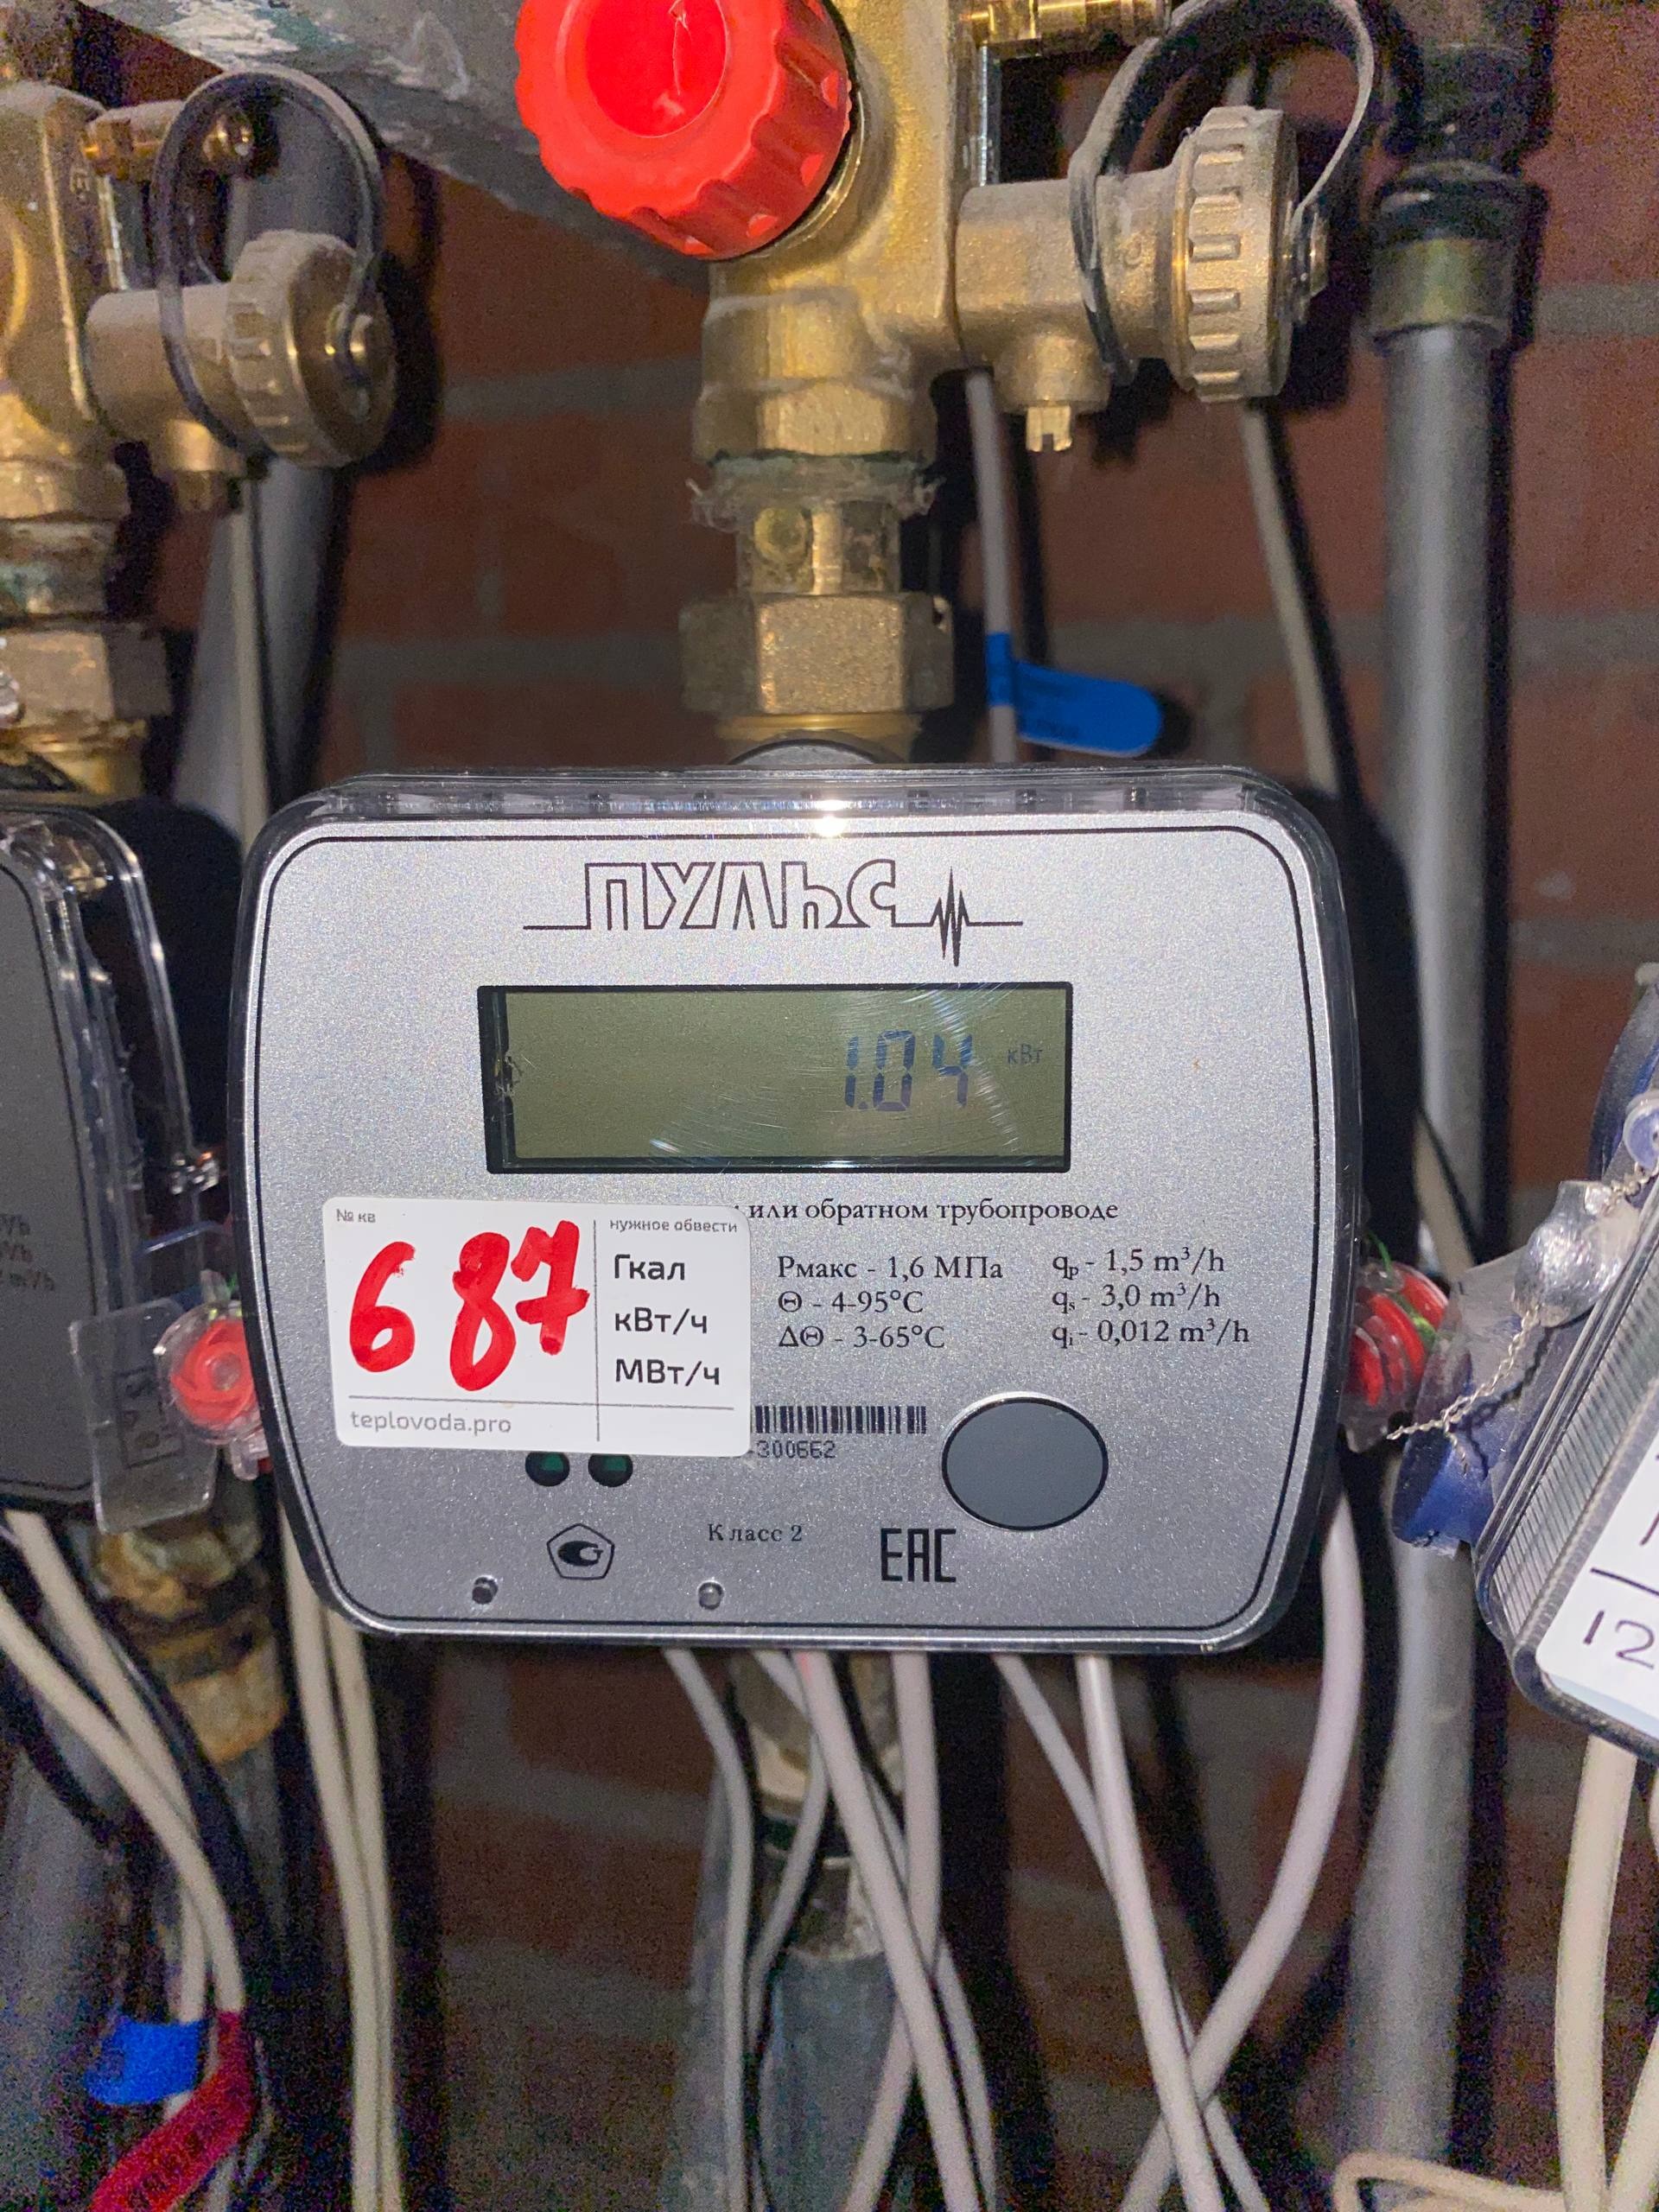 ПУЛЬС
1.04 кВт
или обратном трубопроводе
№ кв
687
нужное обвести
Гкал
кВт/ч
МВт/ч
teplovoda.pro
Pмакс - 1,6 МПа
Θ - 4-95°C
ΔΘ - 3-65°C
qp - 1,5 m³/h
qs - 3,0 m³/h
qi - 0,012 m³/h
-300662
Класс 2
EAC
12